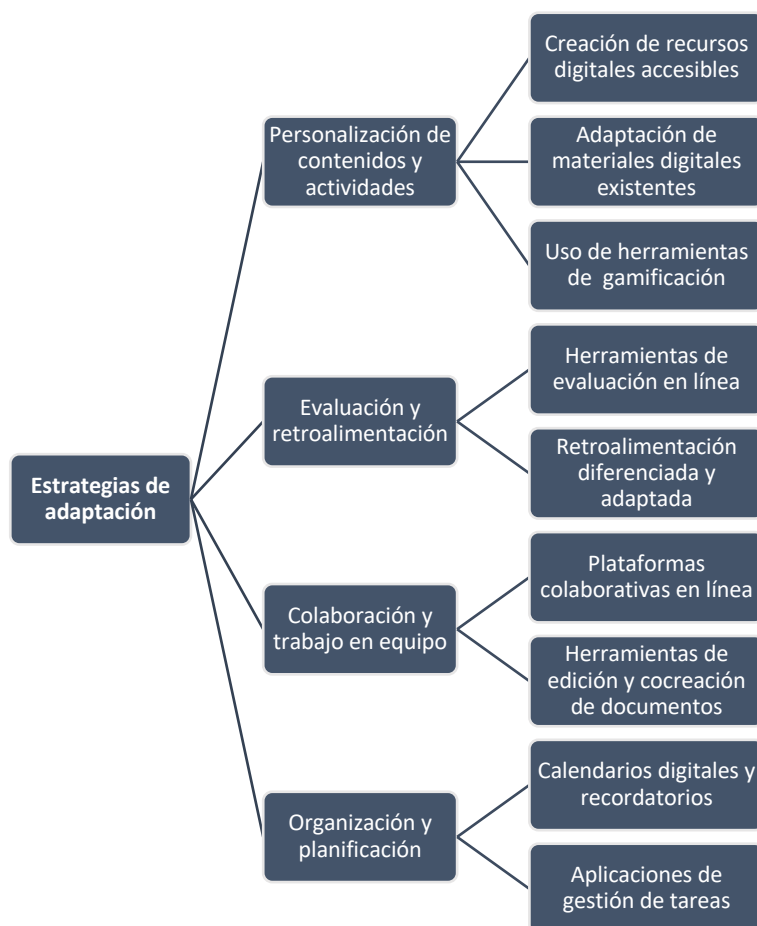 Estrategias de
adaptación
Personalización de
contenidos y
actividades
Creación de recursos
digitales accesibles
Adaptación de
materiales digitales
existentes
Uso de herramientas
de gamificación
Evaluación y
retroalimentación
Herramientas de
evaluación en línea
Retroalimentación
diferenciada y
adaptada
Colaboración y
trabajo en equipo
Plataformas
colaborativas en línea
Herramientas de
edición y cocreación
de documentos
Organización y
planificación
Calendarios digitales y
recordatorios
Aplicaciones de
gestión de tareas